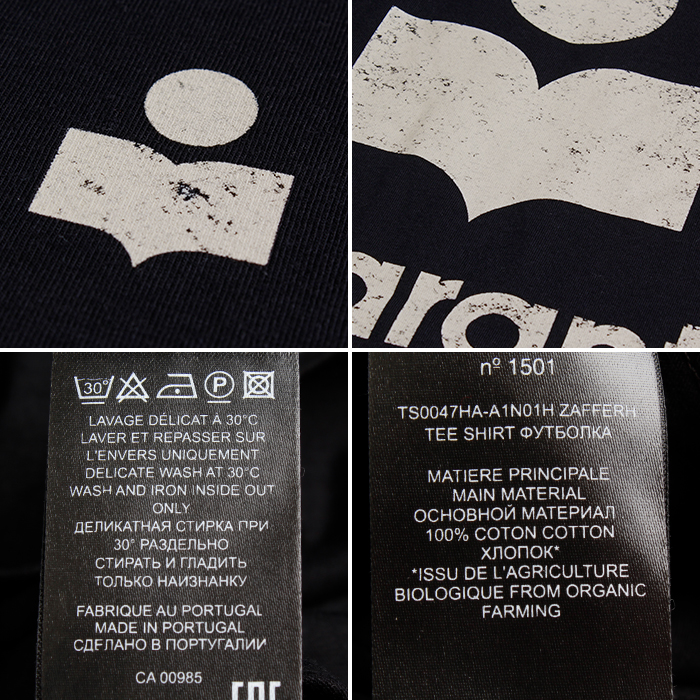 arant
30°
P
LAVAGE DÉLICAT À 30°C
LAVER ET REPASSER SUR
L'ENVERS UNIQUEMENT
DELICATE WASH AT 30°C
WASH AND IRON INSIDE OUT
ONLY
ДЕЛИКАТНАЯ СТИРКА ПРИ
30° РАЗДЕЛЬНО
СТИРАТЬ И ГЛАДИТЬ
ТОЛЬКО НАИЗНАНКУ
FABRIQUE AU PORTUGAL
MADE IN PORTUGAL
СДЕЛАНО В ПОРТУГАЛИИ
CA 00985
nº 1501
TS0047HA-A1N01H ZAFFERH
TEE SHIRT ФУТБОЛКА
MATIERE PRINCIPALE
MAIN MATERIAL
ОСНОВНОЙ МАТЕРИАЛ
100% COTON COTTON
ХЛОПОК*
*ISSU DE L'AGRICULTURE
BIOLOGIQUE FROM ORGANIC
FARMING